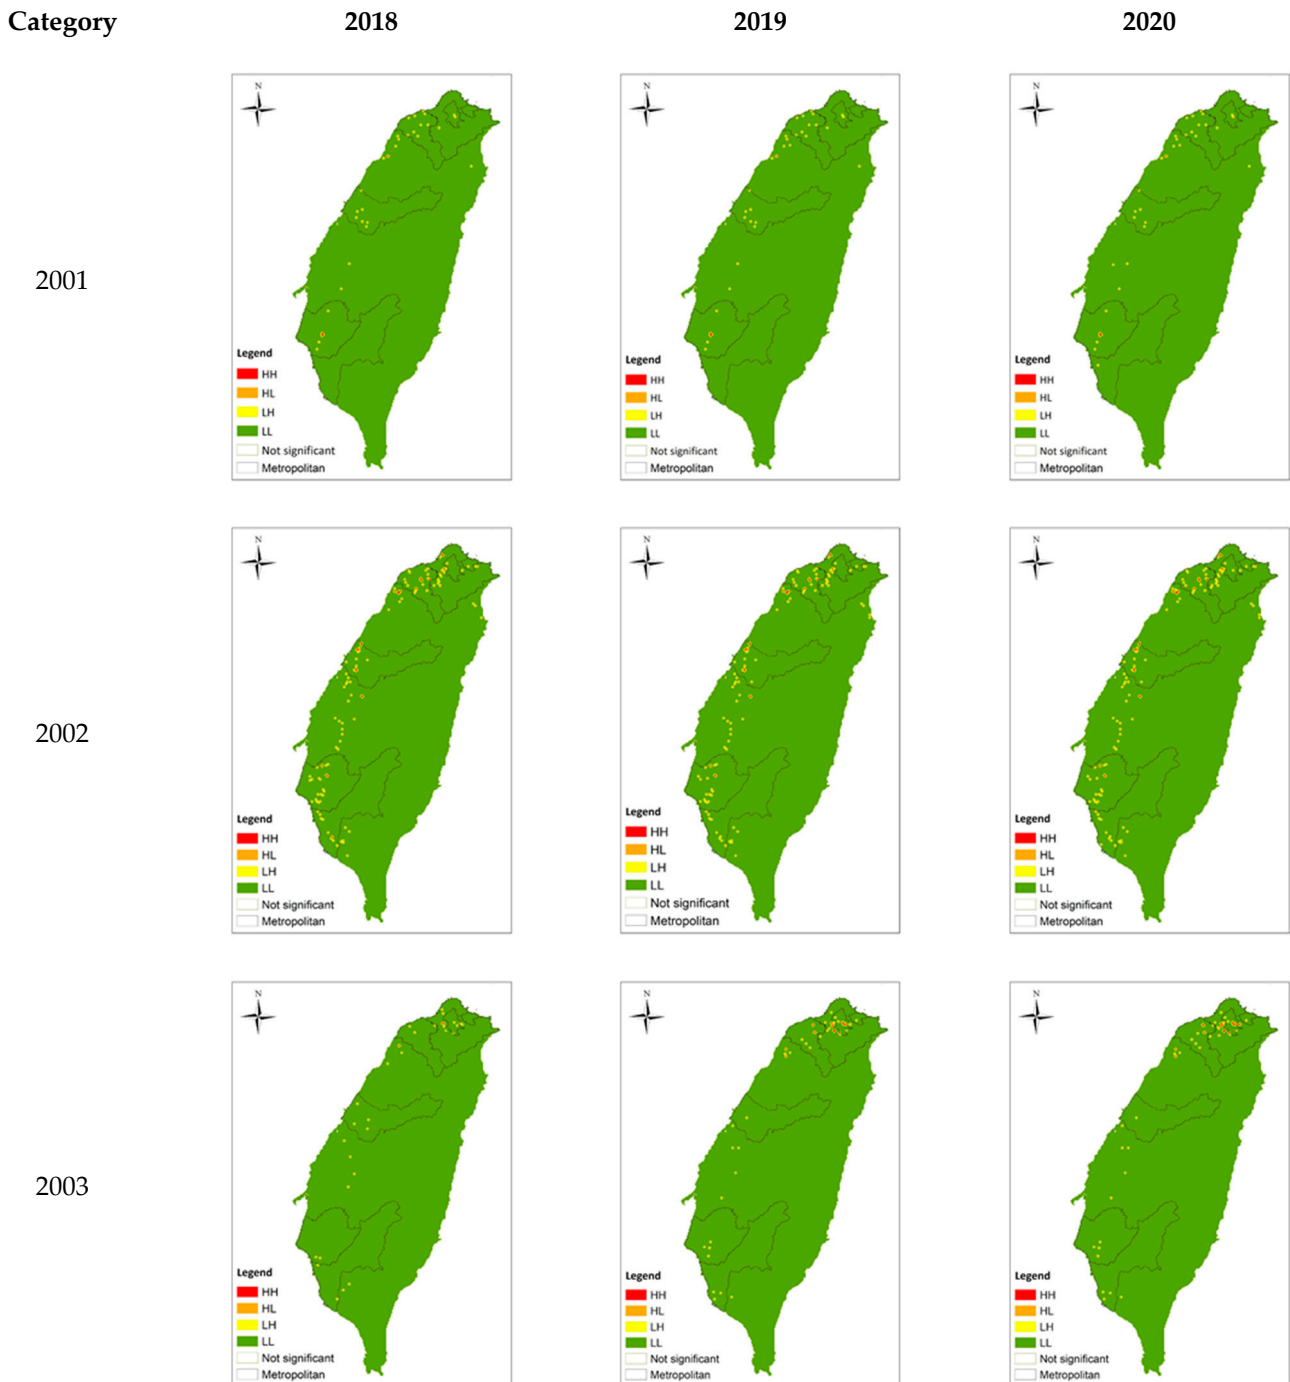 Category 2018 2019 2020
2001
N
Legend
HH
HL
LH
LL
Not significant
Metropolitan
N
Legend
HH
HL
LH
LL
Not significant
Metropolitan
N
Legend
HH
HL
LH
LL
Not significant
Metropolitan
2002
N
Legend
HH
HL
LH
LL
Not significant
Metropolitan
N
Legend
HH
HL
LH
LL
Not significant
Metropolitan
N
Legend
HH
HL
LH
LL
Not significant
Metropolitan
2003
N
Legend
HH
HL
LH
LL
Not significant
Metropolitan
N
Legend
HH
HL
LH
LL
Not significant
Metropolitan
N
Legend
HH
HL
LH
LL
Not significant
Metropolitan